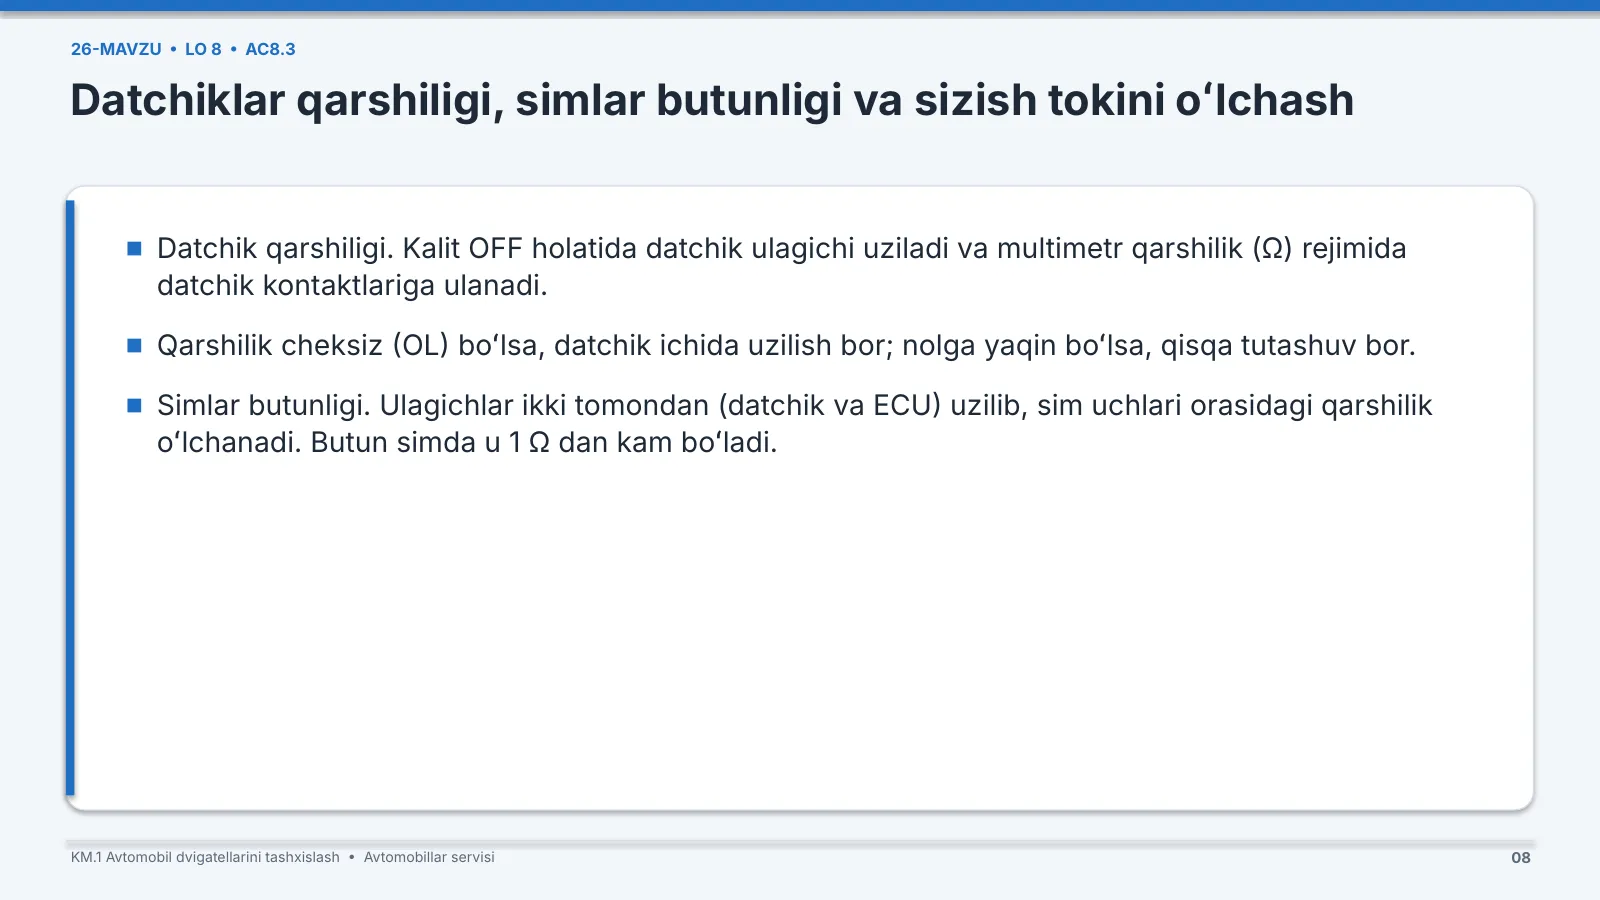 26-MAVZU • LO 8 • AC8.3
Datchiklar qarshiligi, simlar butunligi va sizish tokini oʻlchash
■ Datchik qarshiligi. Kalit OFF holatida datchik ulagichi uziladi va multimetr qarshilik (Ω) rejimida
datchik kontaktlariga ulanadi.
■ Qarshilik cheksiz (OL) boʻlsa, datchik ichida uzilish bor; nolga yaqin boʻlsa, qisqa tutashuv bor.
■ Simlar butunligi. Ulagichlar ikki tomondan (datchik va ECU) uzilib, sim uchlari orasidagi qarshilik
oʻlchanadi. Butun simda u 1 Ω dan kam boʻladi.
KM.1 Avtomobil dvigatellarini tashxislash • Avtomobillar servisi
08